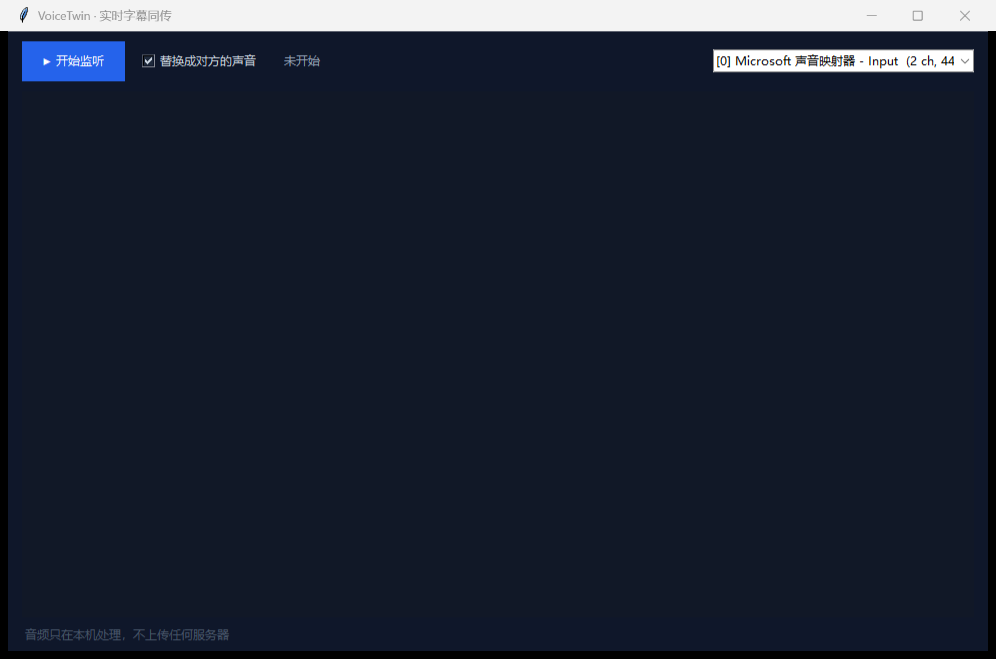 VoiceTwin · 实时字幕同传
► 开始监听 替换成对方的声音 未开始 [0] Microsoft 声音映射器 - Input (2 ch, 44
音频只在本机处理，不上传任何服务器